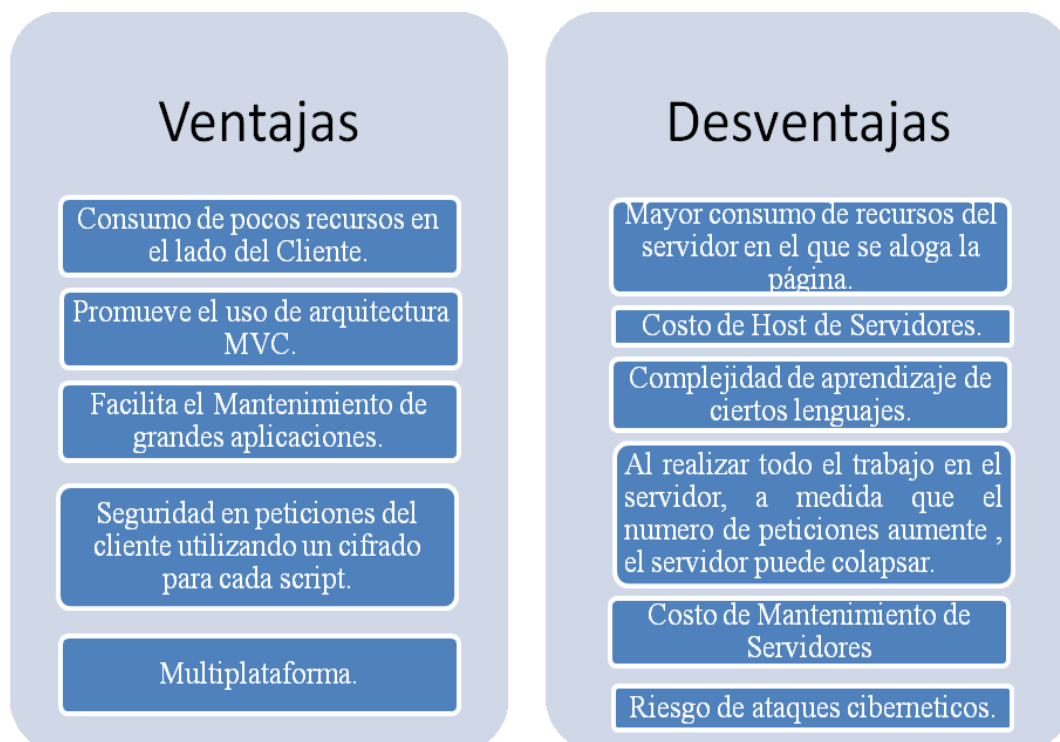 Ventajas
Consumo de pocos recursos en
el lado del Cliente.
Promueve el uso de arquitectura
MVC.
Facilita el Mantenimiento de
grandes aplicaciones.
Seguridad en peticiones del
cliente utilizando un cifrado
para cada script.
Multiplataforma.
Desventajas
Mayor consumo de recursos del
servidor en el que se aloga la
página.
Costo de Host de Servidores.
Complejidad de aprendizaje de
ciertos lenguajes.
Al realizar todo el trabajo en el
servidor, a medida que el
numero de peticiones aumente ,
el servidor puede colapsar.
Costo de Mantenimiento de
Servidores
Riesgo de ataques ciberneticos.